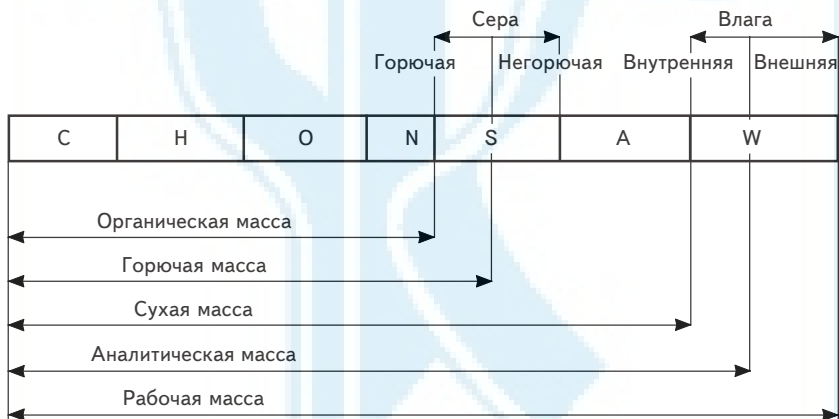 Сера Влага
Горючая Негорючая Внутренняя Внешняя
C H O N S A W
Органическая масса
Горючая масса
Сухая масса
Аналитическая масса
Рабочая масса